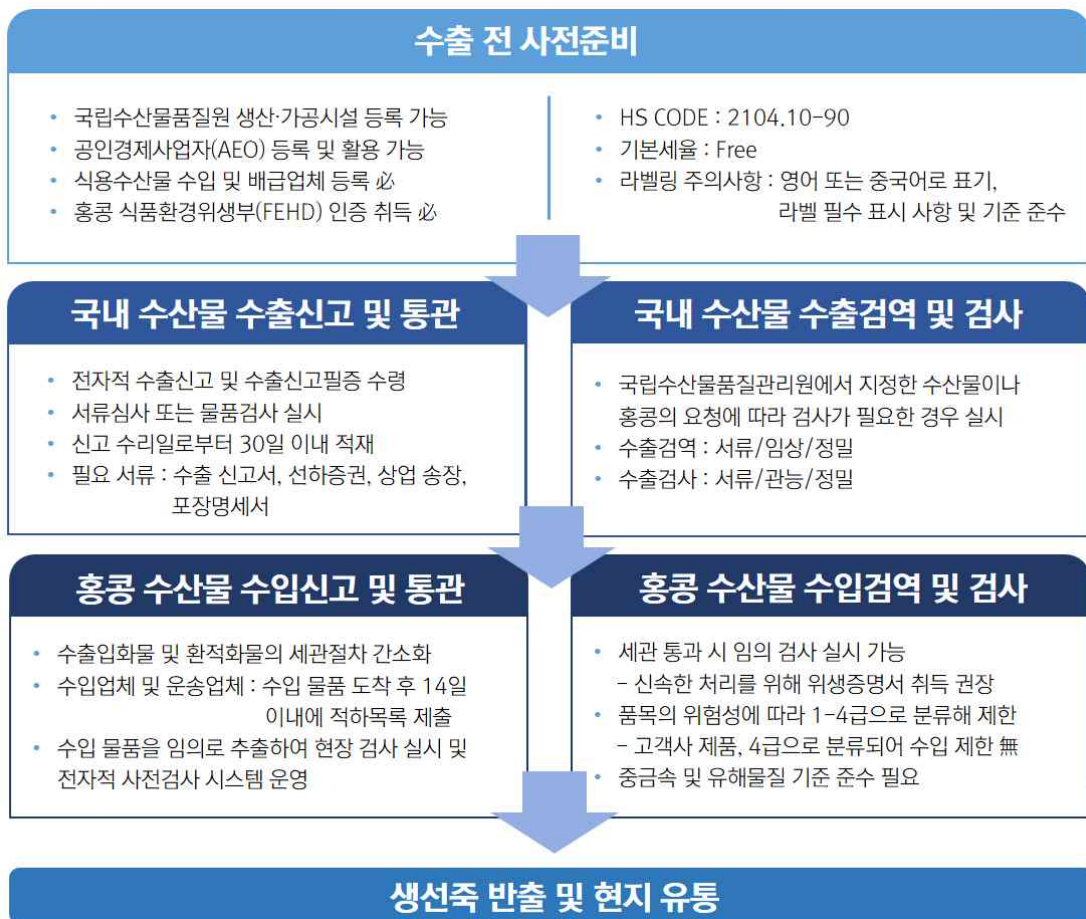 수출 전 사전준비
• 국립수산물품질원 생산·가공시설 등록 가능
• 공인경제사업자(AEO) 등록 및 활용 가능
• 식용수산물 수입 및 배급업체 등록 必
• 홍콩 식품환경위생부(FEHD) 인증 취득 必
• HS CODE : 2104.10-90
• 기본세율 : Free
• 라벨링 주의사항 : 영어 또는 중국어로 표기,
라벨 필수 표시 사항 및 기준 준수
국내 수산물 수출신고 및 통관
• 전자적 수출신고 및 수출신고필증 수령
• 서류심사 또는 물품검사 실시
• 신고 수리일로부터 30일 이내 적재
• 필요 서류 : 수출 신고서, 선하증권, 상업 송장,
포장명세서
국내 수산물 수출검역 및 검사
• 국립수산물품질관리원에서 지정한 수산물이나
홍콩의 요청에 따라 검사가 필요한 경우 실시
• 수출검역 : 서류/임상/정밀
• 수출검사 : 서류/관능/정밀
홍콩 수산물 수입신고 및 통관
• 수출입화물 및 환적화물의 세관절차 간소화
• 수입업체 및 운송업체 : 수입 물품 도착 후 14일
이내에 적하목록 제출
• 수입 물품을 임의로 추출하여 현장 검사 실시 및
전자적 사전검사 시스템 운영
홍콩 수산물 수입검역 및 검사
• 세관 통과 시 임의 검사 실시 가능
- 신속한 처리를 위해 위생증명서 취득 권장
• 품목의 위험성에 따라 1-4급으로 분류해 제한
- 고객사 제품, 4급으로 분류되어 수입 제한 無
• 중금속 및 유해물질 기준 준수 필요
생선죽 반출 및 현지 유통